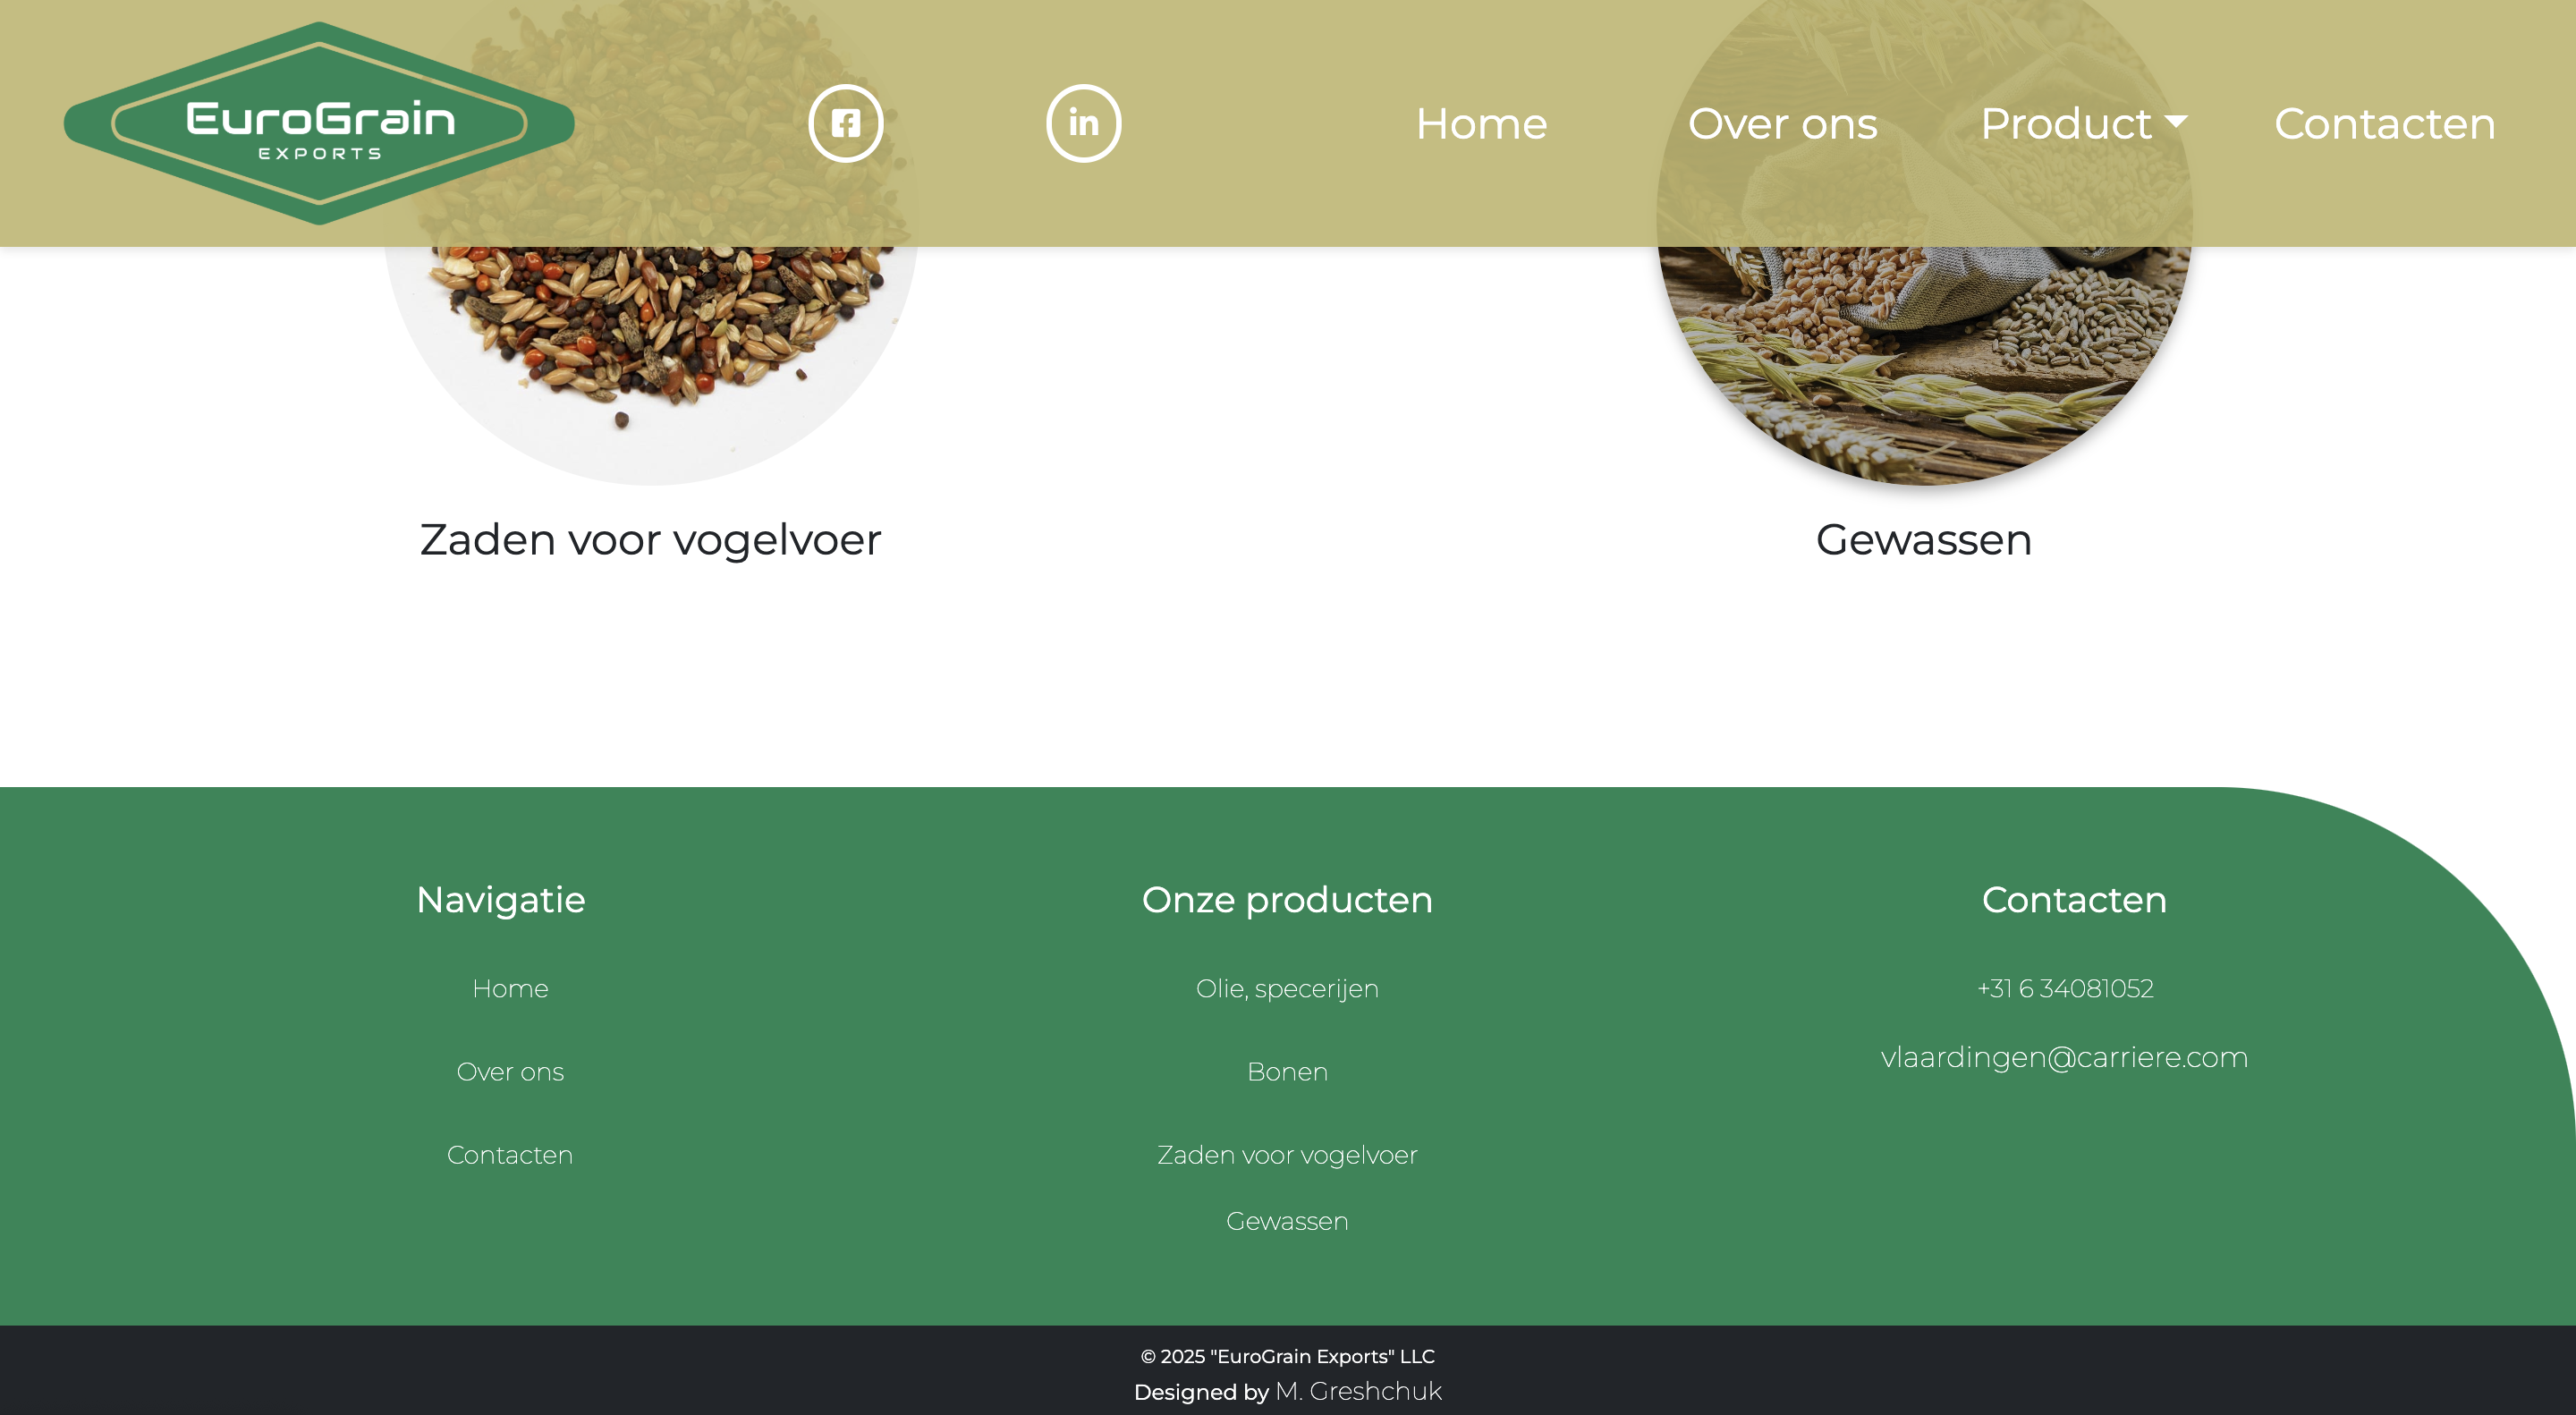 EuroGrain
EXPORTS
Home
Over ons
Product
Contacten
Zaden voor vogelvoer
Gewassen
Navigatie
Home
Over ons
Contacten
Onze producten
Olie, specerijen
Bonen
Zaden voor vogelvoer
Gewassen
Contacten
+31 6 34081052
vlaardingen@carriere.com
© 2025 "EuroGrain Exports" LLC
Designed by M. Greshchuk